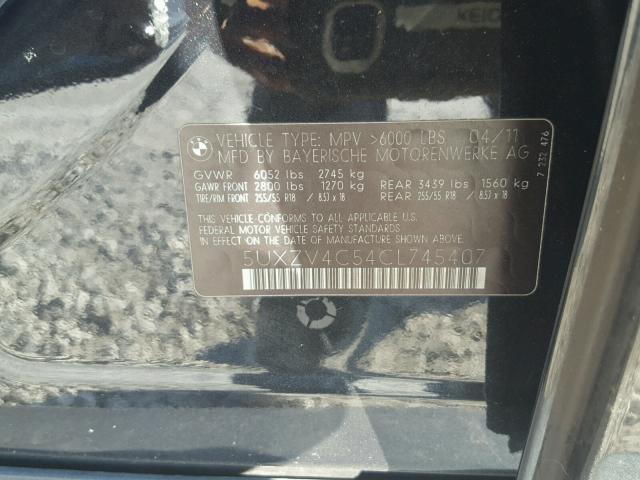 VEHICLE TYPE: MPV >6000 LBS 04/11
MFD BY BAYERISCHE MOTORENWERKE AG
GVWR 6052 lbs 2745 kg
GAWR FRONT 2800 lbs 1270 kg REAR 3439 lbs 1560 kg
TIRE/RIM FRONT 255/55 R18 / 8.5J x 18 REAR 255/55 R18 / 8.5J x 18
THIS VEHICLE CONFORMS TO ALL APPLICABLE U.S.
FEDERAL MOTOR VEHICLE SAFETY STANDARDS IN
EFFECT ON THE DATE OF MANUFACTURE SHOWN ABOVE.
5UXZV4C54CL745407
7 232 476